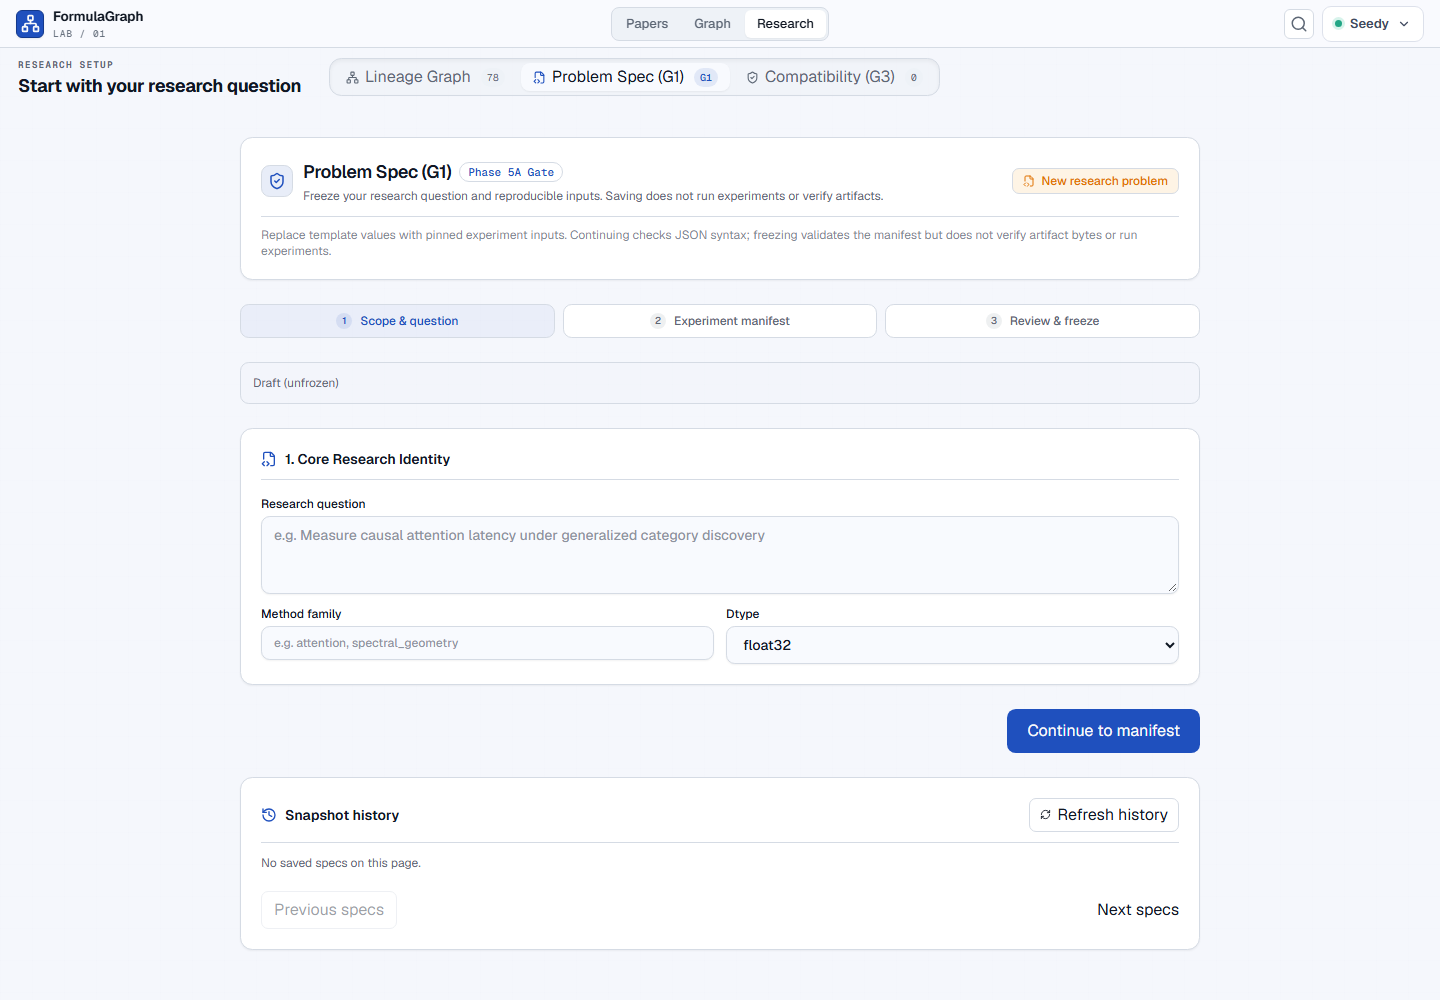 FormulaGraph
LAB / 01
Papers
Graph
Research
Seedy
RESEARCH SETUP
Start with your research question
Lineage Graph 78
Problem Spec (G1) G1
Compatibility (G3) 0
Problem Spec (G1) Phase 5A Gate
Freeze your research question and reproducible inputs. Saving does not run experiments or verify artifacts.
New research problem
Replace template values with pinned experiment inputs. Continuing checks JSON syntax; freezing validates the manifest but does not verify artifact bytes or run
experiments.
1 Scope & question
2 Experiment manifest
3 Review & freeze
Draft (unfrozen)
1. Core Research Identity
Research question
e.g. Measure causal attention latency under generalized category discovery
Method family
Dtype
e.g. attention, spectral_geometry
float32
Continue to manifest
Snapshot history
Refresh history
No saved specs on this page.
Previous specs
Next specs